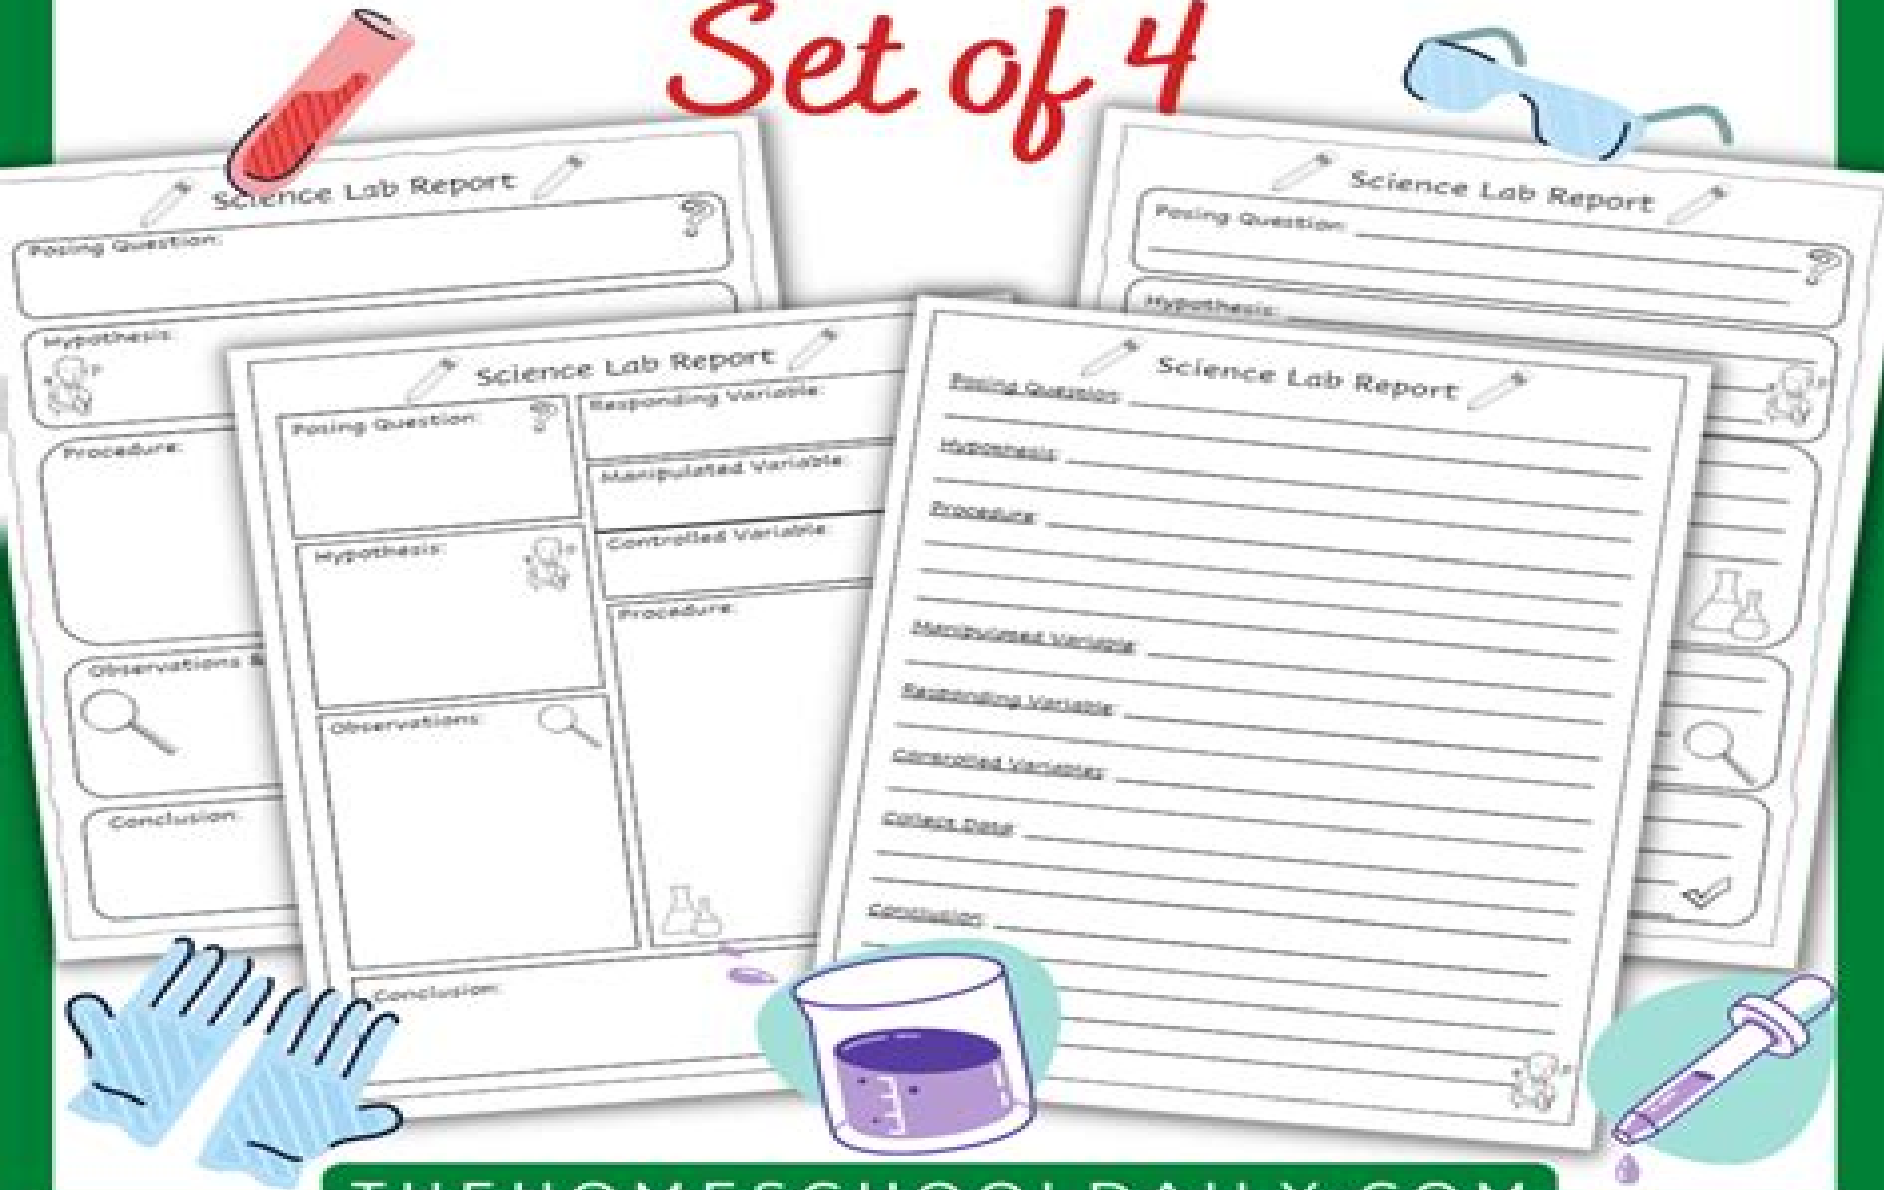 Set of 4
Science Lab Report
Posing Question:
Hypothesis:
Procedure:
Observations &
Conclusion:
Science Lab Report
Posing Question:
Hypothesis:
Observations:
Responding Variable:
Manipulated Variable:
Controlled Variable:
Procedure:
Conclusion:
Science Lab Report
Posing Question:
Hypothesis:
Procedure:
Manipulated Variable:
Responding Variable:
Controlled Variables:
Collect Data:
Conclusion:
Science Lab Report
Posing Question:
Hypothesis:
THEHOMESCHOOLDAILY.COM